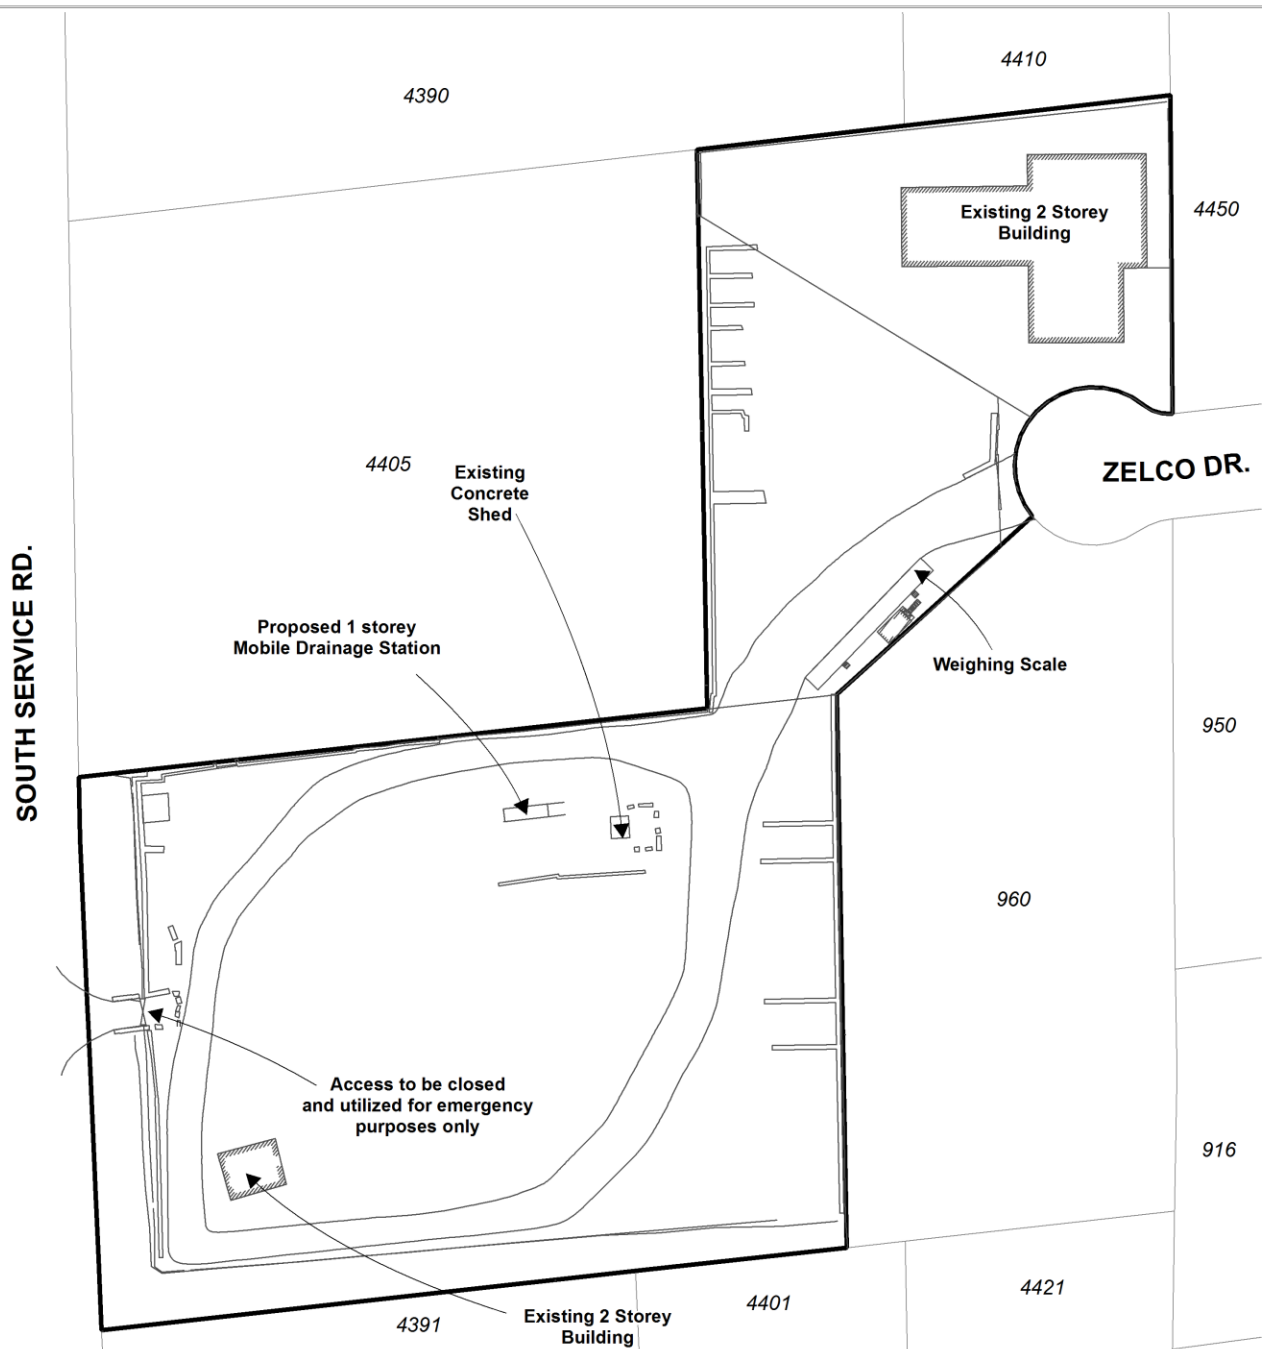 4410
4390
4450
Existing 2 Storey
Building
4405
ZELCO DR.
Existing
Concrete
Shed
SOUTH SERVICE RD.
Proposed 1 storey
Mobile Drainage Station
Weighing Scale
950
960
Access to be closed
and utilized for emergency
purposes only
916
4421
4401
4391
Existing 2 Storey
Building